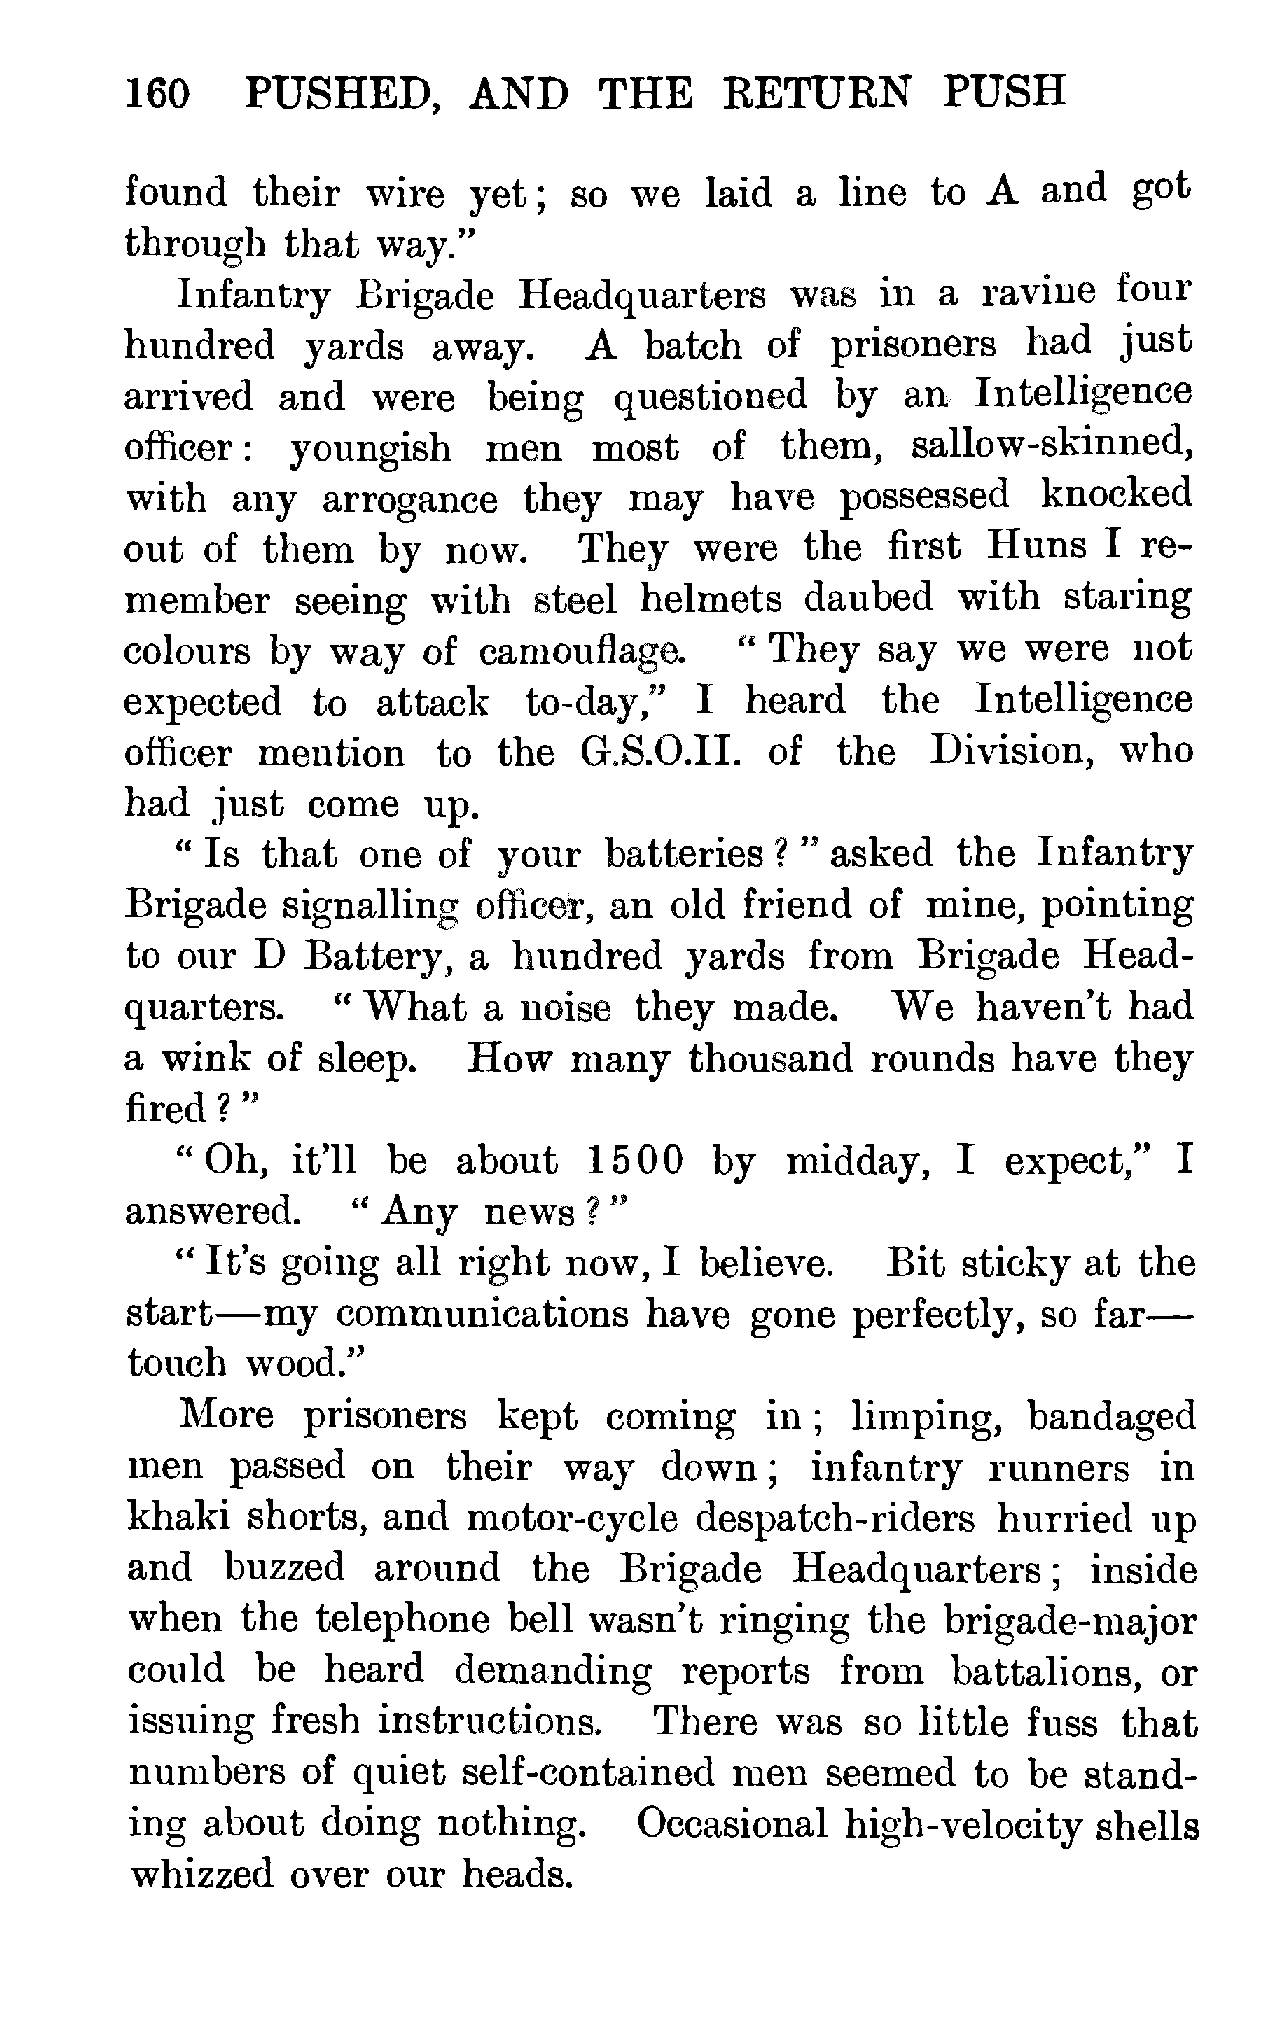 160 PUSHED, AND THE RETURN PUSH
found their wire yet; so we laid a line to A and got
through that way."
Infantry Brigade Headquarters was in a ravine four
hundred yards away. A batch of prisoners had just
arrived and were being questioned by an Intelligence
officer: youngish men most of them, sallow-skinned,
with any arrogance they may have possessed knocked
out of them by now. They were the first Huns I re-
member seeing with steel helmets daubed with staring
colours by way of camouflage. "They say we were not
expected to attack to-day," I heard the Intelligence
officer mention to the G.S.O.II. of the Division, who
had just come up.
"Is that one of your batteries?" asked the Infantry
Brigade signalling officer, an old friend of mine, pointing
to our D Battery, a hundred yards from Brigade Head-
quarters. "What a noise they made. We haven't had
a wink of sleep. How many thousand rounds have they
fired?"
"Oh, it'll be about 1500 by midday, I expect," I
answered. "Any news?"
"It's going all right now, I believe. Bit sticky at the
start—my communications have gone perfectly, so far—
touch wood."
More prisoners kept coming in; limping, bandaged
men passed on their way down; infantry runners in
khaki shorts, and motor-cycle despatch-riders hurried up
and buzzed around the Brigade Headquarters; inside
when the telephone bell wasn't ringing the brigade-major
could be heard demanding reports from battalions, or
issuing fresh instructions. There was so little fuss that
numbers of quiet self-contained men seemed to be stand-
ing about doing nothing. Occasional high-velocity shells
whizzed over our heads.